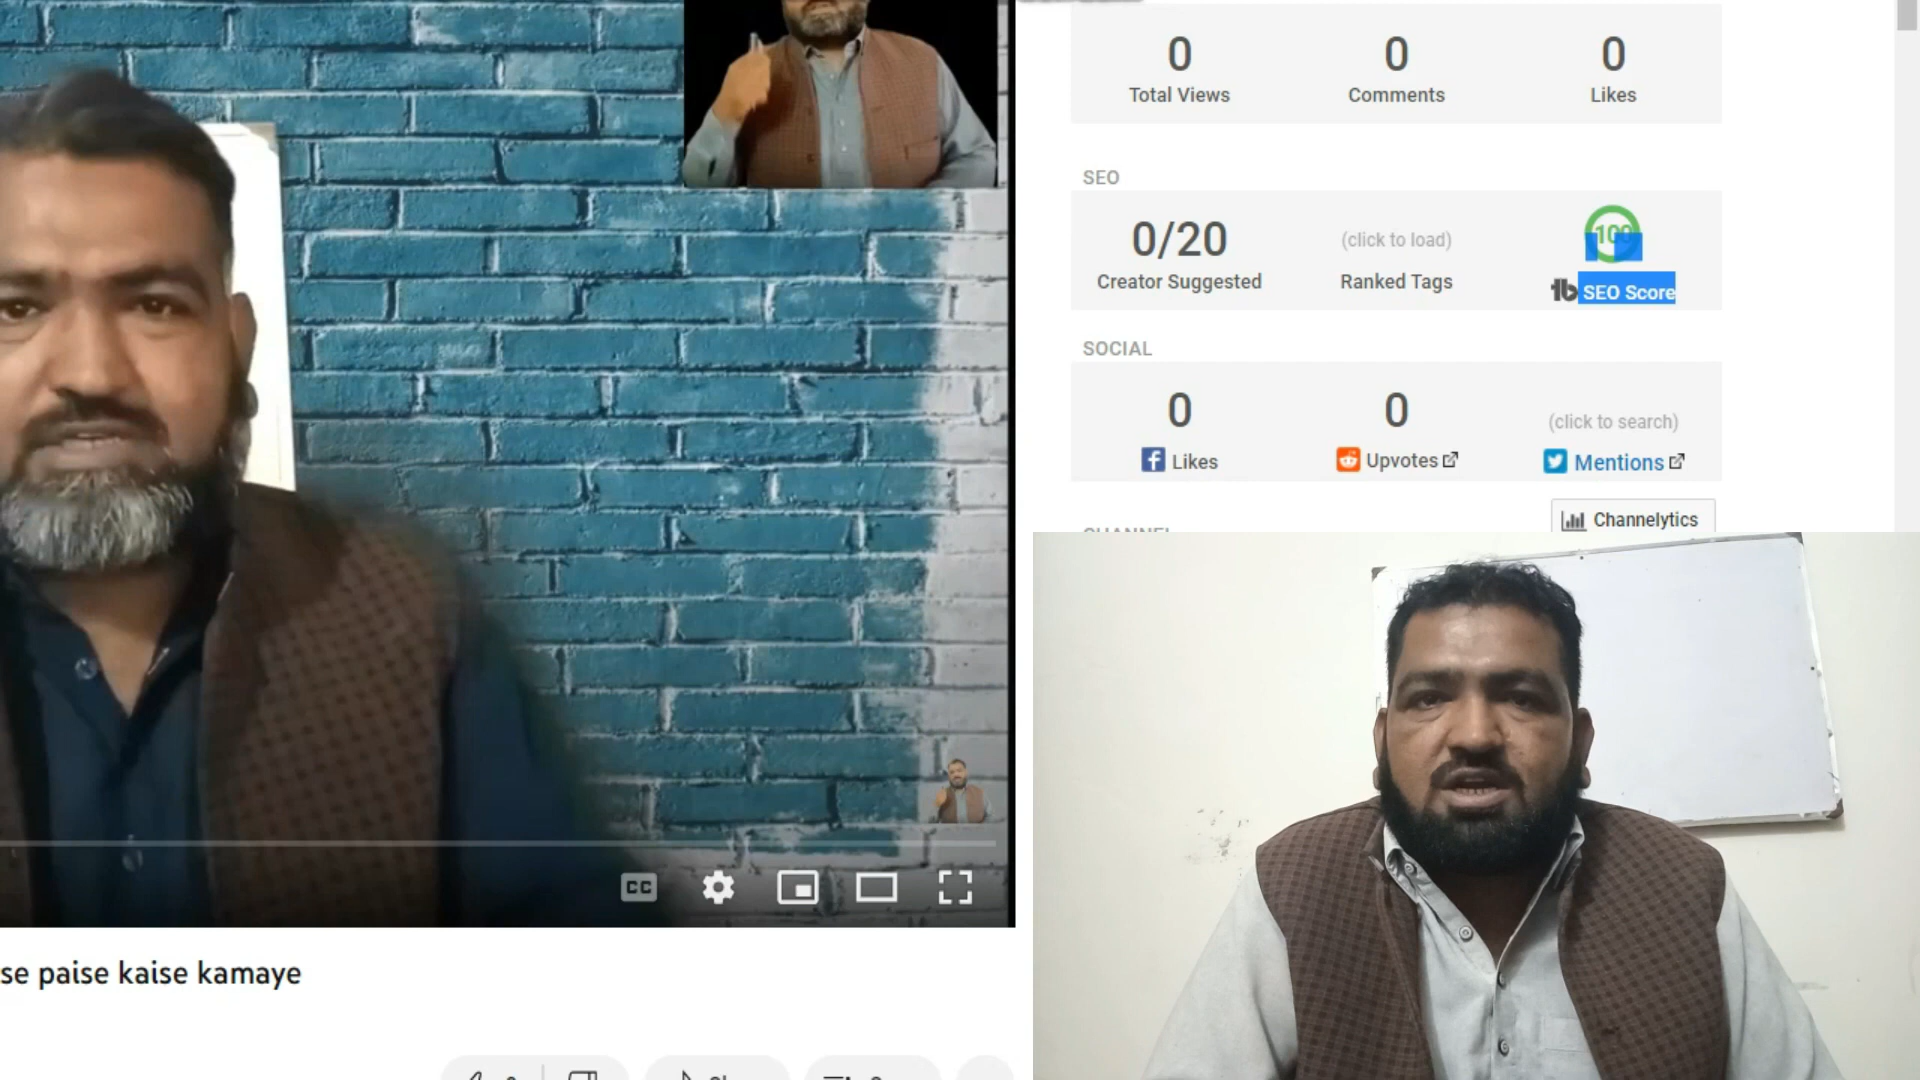 0
0
0
Total Views
Comments
Likes
SEO
0/20
(click to load)
100
Creator Suggested
Ranked Tags
SEO Score
SOCIAL
0
0
(click to search)
Likes
Upvotes
Mentions
Channelytics
CC
se paise kaise kamaye